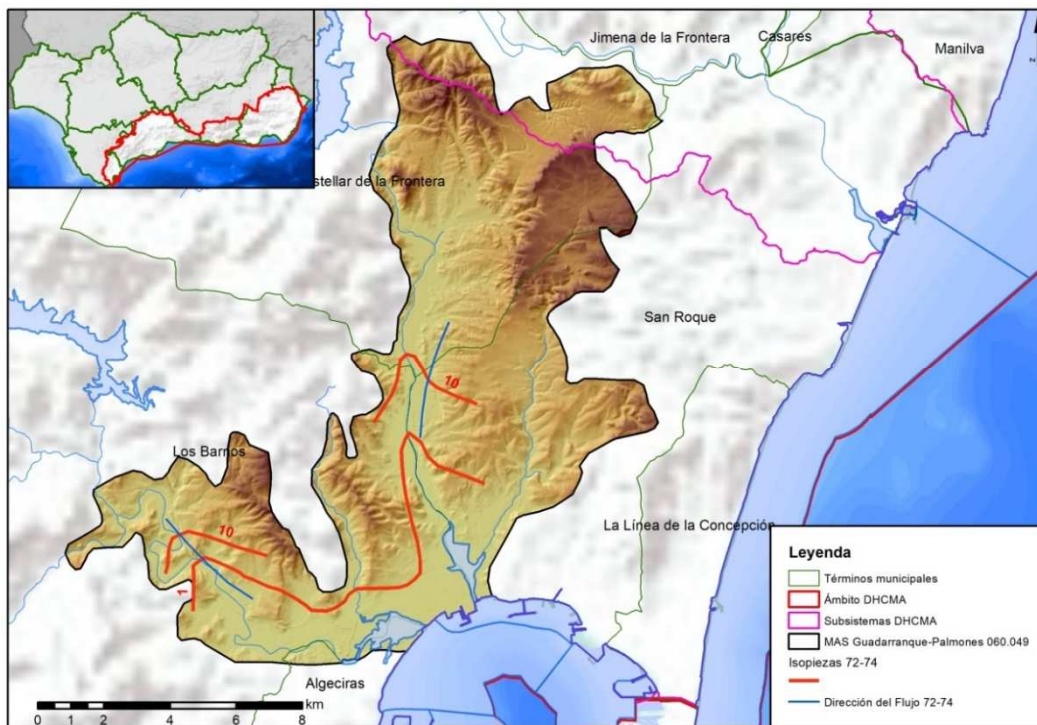 Jimena de la Frontera
Casares
Manilva
stellar de la Frontera
San Roque
10
Los Barrios
10
La Línea de la Concepción
1
Algeciras
0 1 2 4 6 8
km
Leyenda
Términos municipales
Ámbito DHCMA
Subsistemas DHCMA
MAS Guadarranque-Palmones 060.049
Isopiezas 72-74
Dirección del Flujo 72-74